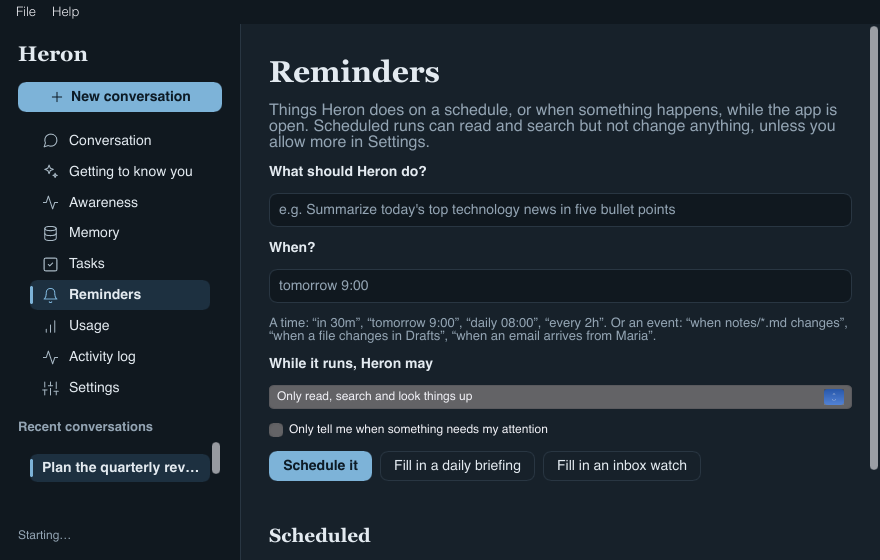 File Help
Heron
+ New conversation
Conversation
Getting to know you
Awareness
Memory
Tasks
Reminders
Usage
Activity log
Settings
Recent conversations
Plan the quarterly rev…
Starting…
Reminders
Things Heron does on a schedule, or when something happens, while the app is
open. Scheduled runs can read and search but not change anything, unless you
allow more in Settings.
What should Heron do?
e.g. Summarize today's top technology news in five bullet points
When?
tomorrow 9:00
A time: “in 30m”, “tomorrow 9:00”, “daily 08:00”, “every 2h”. Or an event: “when notes/*.md changes”,
“when a file changes in Drafts”, “when an email arrives from Maria”.
While it runs, Heron may
Only read, search and look things up
Only tell me when something needs my attention
Schedule it
Fill in a daily briefing
Fill in an inbox watch
Scheduled